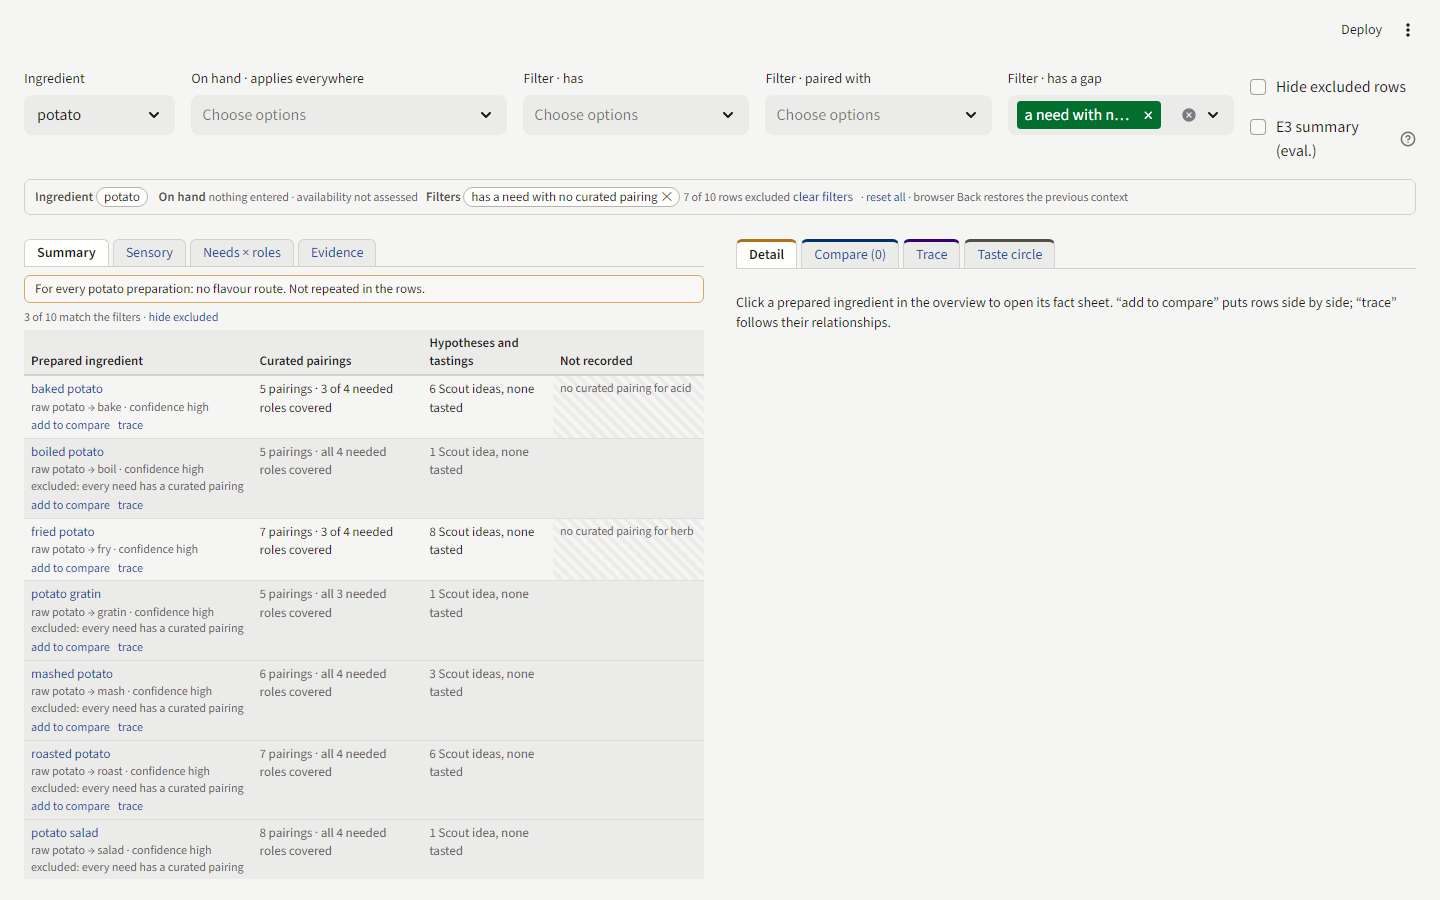 Deploy
Ingredient
On hand · applies everywhere
Filter · has
Filter · paired with
Filter · has a gap
potato
Choose options
Choose options
Choose options
a need with n...
Hide excluded rows
E3 summary
(eval.)
Ingredient potato On hand nothing entered · availability not assessed Filters has a need with no curated pairing 7 of 10 rows excluded clear filters · reset all · browser Back restores the previous context
Summary
Sensory
Needs × roles
Evidence
For every potato preparation: no flavour route. Not repeated in the rows.
3 of 10 match the filters · hide excluded
Prepared ingredient
Curated pairings
Hypotheses and
tastings
Not recorded
baked potato
raw potato → bake · confidence high
add to compare trace
5 pairings · 3 of 4 needed
roles covered
6 Scout ideas, none
tasted
no curated pairing for acid
boiled potato
raw potato → boil · confidence high
excluded: every need has a curated pairing
add to compare trace
5 pairings · all 4 needed
roles covered
1 Scout idea, none
tasted
fried potato
raw potato → fry · confidence high
add to compare trace
7 pairings · 3 of 4 needed
roles covered
8 Scout ideas, none
tasted
no curated pairing for herb
potato gratin
raw potato → gratin · confidence high
excluded: every need has a curated pairing
add to compare trace
5 pairings · all 3 needed
roles covered
1 Scout idea, none
tasted
mashed potato
raw potato → mash · confidence high
excluded: every need has a curated pairing
add to compare trace
6 pairings · all 4 needed
roles covered
3 Scout ideas, none
tasted
roasted potato
raw potato → roast · confidence high
excluded: every need has a curated pairing
add to compare trace
7 pairings · all 4 needed
roles covered
6 Scout ideas, none
tasted
potato salad
raw potato → salad · confidence high
excluded: every need has a curated pairing
8 pairings · all 4 needed
roles covered
1 Scout idea, none
tasted
Detail
Compare (0)
Trace
Taste circle
Click a prepared ingredient in the overview to open its fact sheet. “add to compare” puts rows side by side; “trace”
follows their relationships.